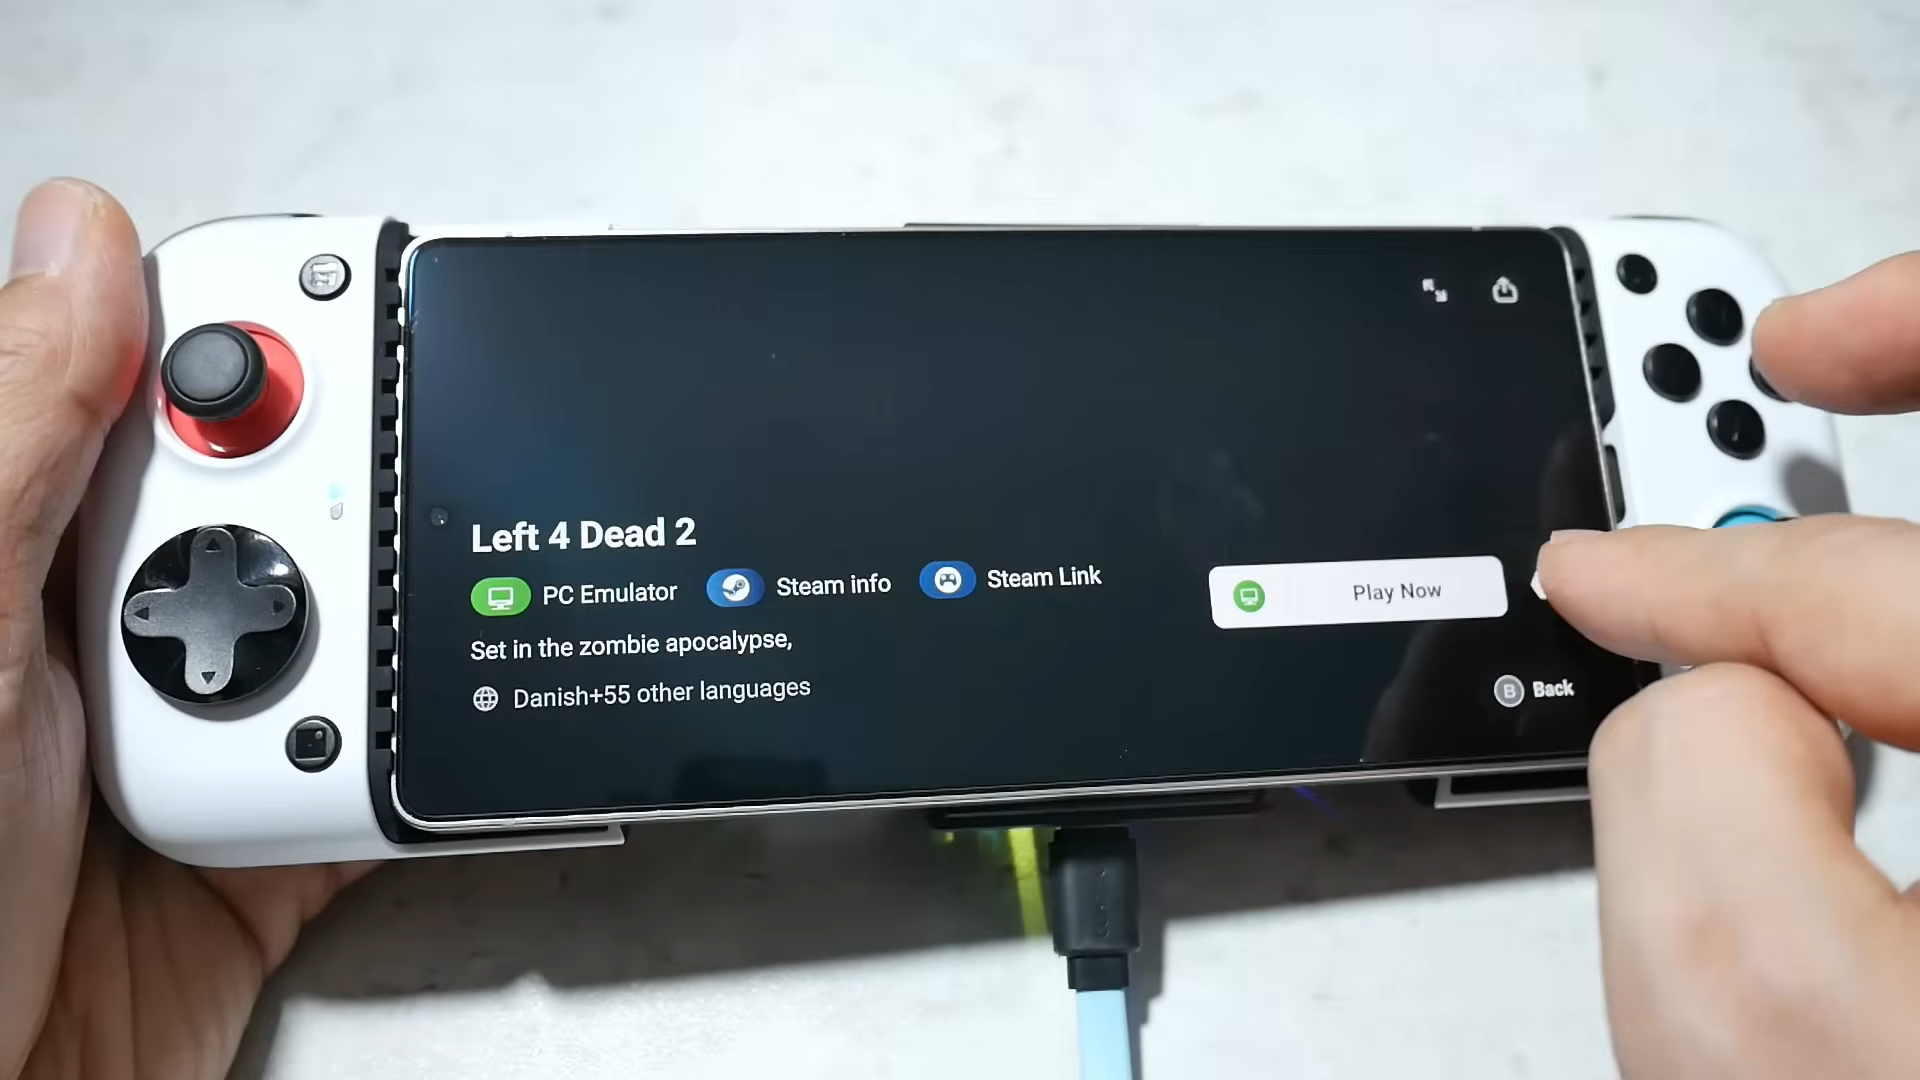 Left 4 Dead 2
PC Emulator
Steam info
Steam Link
Play Now
Set in the zombie apocalypse,
Danish+55 other languages
B Back